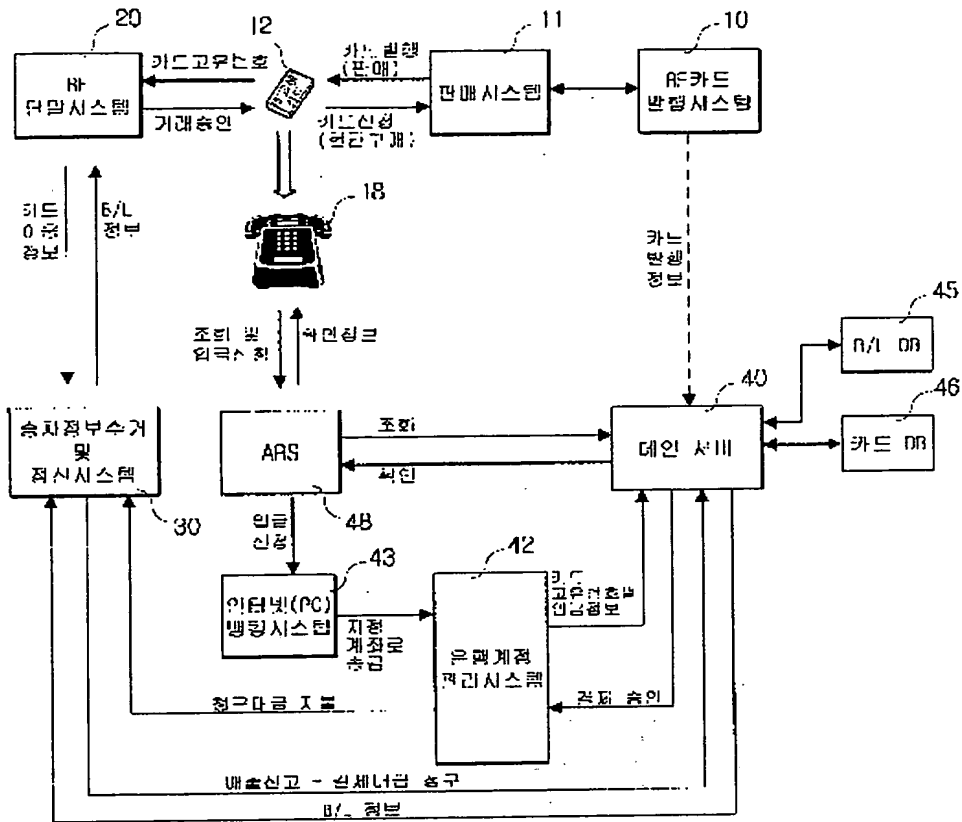 20
12
11
10
카드고유번호
카드발행
(판매)
RF
단말시스템
판매시스템
RF카드
발행시스템
거래승인
카드신청
(현찰구매)
18
카드
이용
정보
B/L
정보
카드
발행
정보
조회 및
입금신청
확인정보
45
B/L DB
40
46
승차정보수거
및
정산시스템
ARS
조회
확인
메인 서버
카드 DB
30
48
입금
신청
43
42
인터넷(PC)
뱅킹시스템
지정
계좌로
송금
은행계정
관리시스템
카드
고유번호별
입금정보
청구대금 지불
결제 승인
매출신고 - 결제대금 청구
B/L 정보